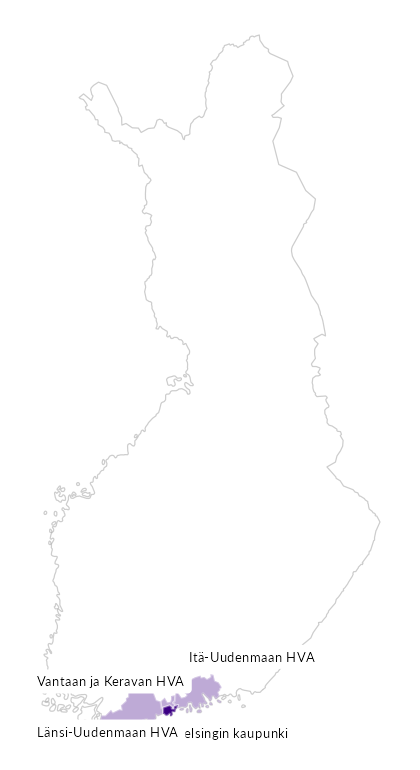 Itä-Uudenmaan HVA
Vantaan ja Keravan HVA
Länsi-Uudenmaan HVA elsingin kaupunki